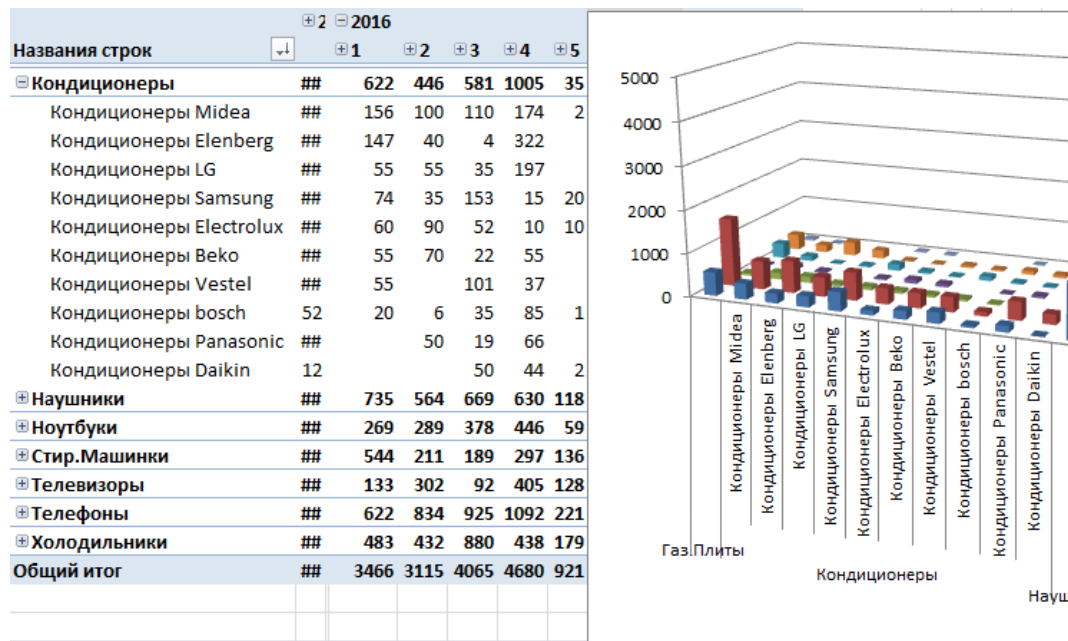 2 2016
Названия строк 1 2 3 4 5
Кондиционеры ## 622 446 581 1005 35
Кондиционеры Midea ## 156 100 110 174 2
Кондиционеры Elenberg ## 147 40 4 322
Кондиционеры LG ## 55 55 35 197
Кондиционеры Samsung ## 74 35 153 15 20
Кондиционеры Electrolux ## 60 90 52 10 10
Кондиционеры Beko ## 55 70 22 55
Кондиционеры Vestel ## 55 101 37
Кондиционеры bosch 52 20 6 35 85 1
Кондиционеры Panasonic ## 50 19 66
Кондиционеры Daikin 12 50 44 2
Наушники ## 735 564 669 630 118
Ноутбуки ## 269 289 378 446 59
Стир.Машинки ## 544 211 189 297 136
Телевизоры ## 133 302 92 405 128
Телефоны ## 622 834 925 1092 221
Холодильники ## 483 432 880 438 179
Общий итог ## 3466 3115 4065 4680 921
5000
4000
3000
2000
1000
0
Кондиционеры Midea
Кондиционеры Elenberg
Кондиционеры LG
Кондиционеры Samsung
Кондиционеры Electrolux
Кондиционеры Beko
Кондиционеры Vestel
Кондиционеры bosch
Кондиционеры Panasonic
Кондиционеры Daikin
Газ.Плиты
Кондиционеры
Науш